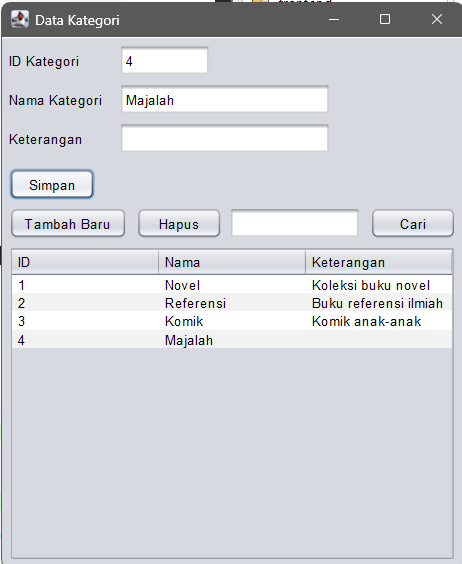 Data Kategori
ID Kategori 4
Nama Kategori Majalah
Keterangan
Simpan
Tambah Baru Hapus Cari
ID Nama Keterangan
1 Novel Koleksi buku novel
2 Referensi Buku referensi ilmiah
3 Komik Komik anak-anak
4 Majalah